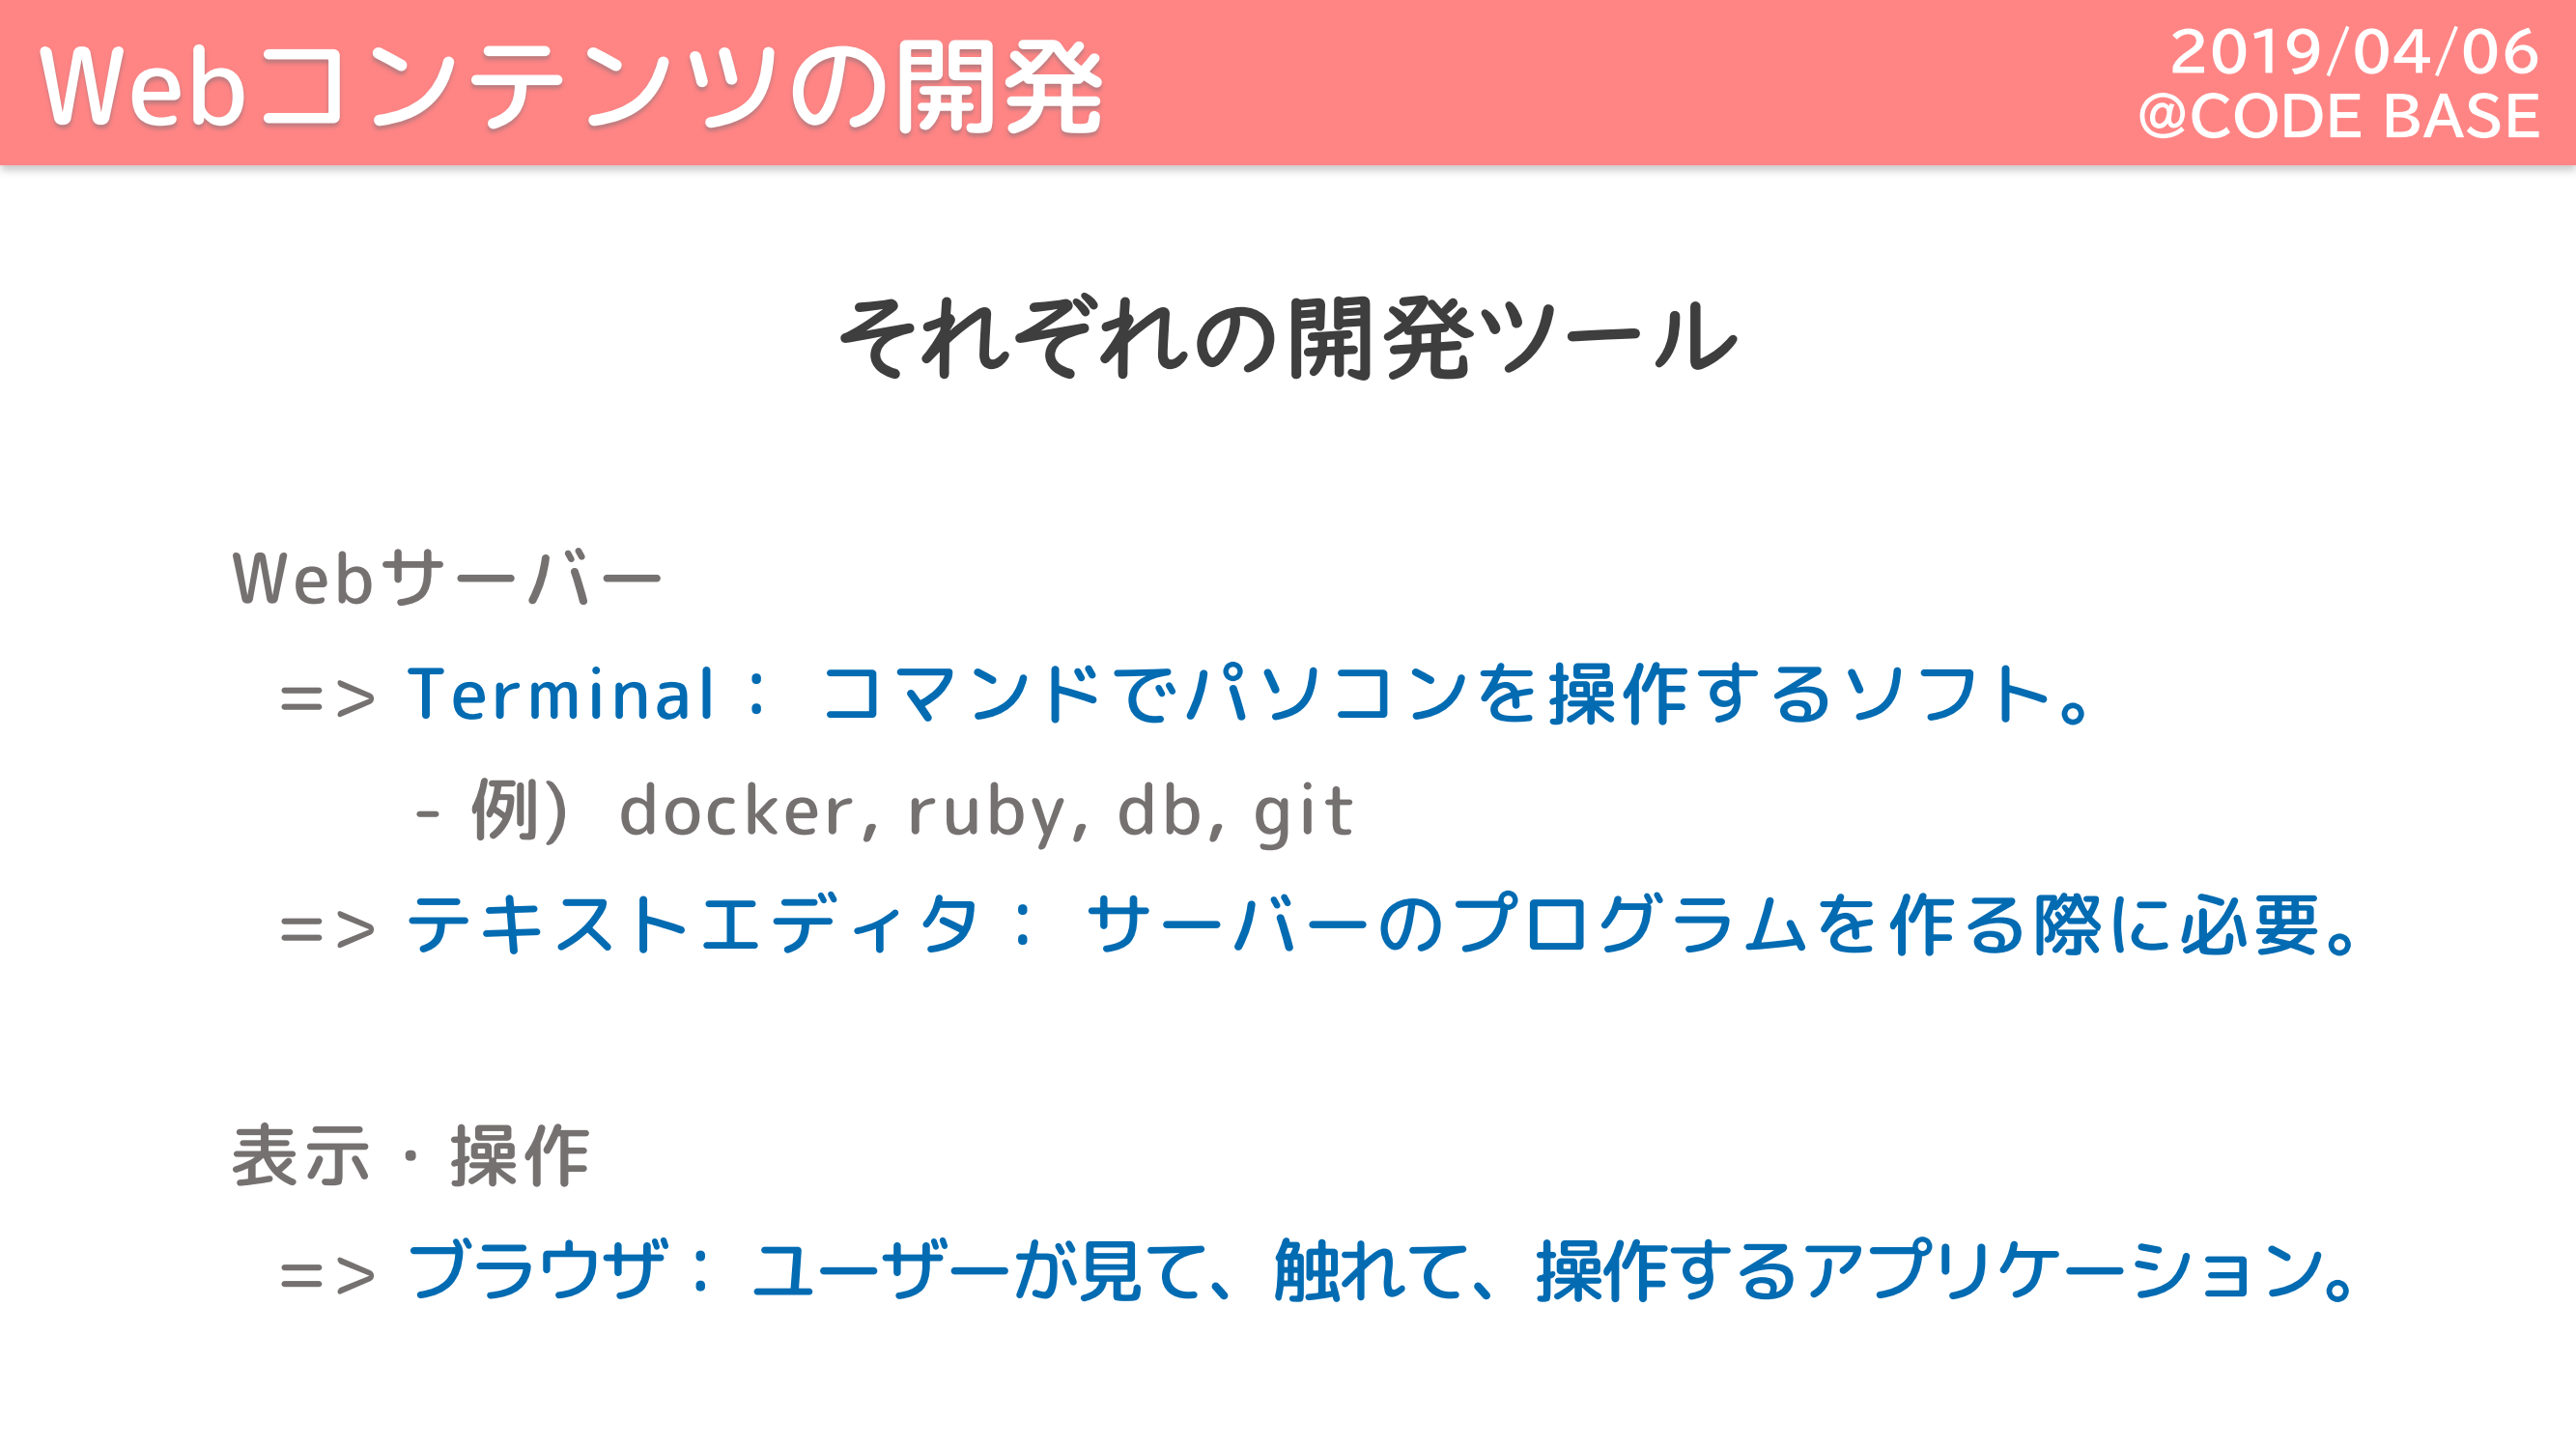 Webコンテンツの開発
2019/04/06
@CODE BASE
それぞれの開発ツール
Webサーバー
=> Terminal： コマンドでパソコンを操作するソフト。
- 例） docker, ruby, db, git
=> テキストエディタ： サーバーのプログラムを作る際に必要。
表示・操作
=> ブラウザ： ユーザーが見て、触れて、操作するアプリケーション。